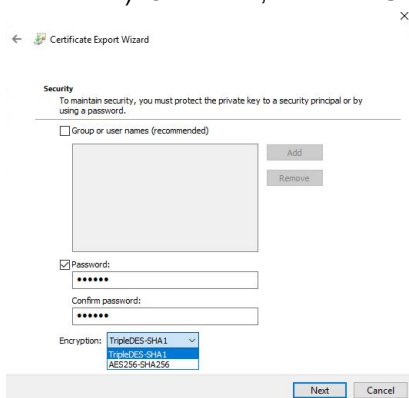 Certificate Export Wizard
Security
To maintain security, you must protect the private key to a security principal or by
using a password.
Group or user names (recommended)
Add
Remove
Password:
••••••
Confirm password:
••••••
Encryption: TripleDES-SHA1
TripleDES-SHA1
AES256-SHA256
Next Cancel